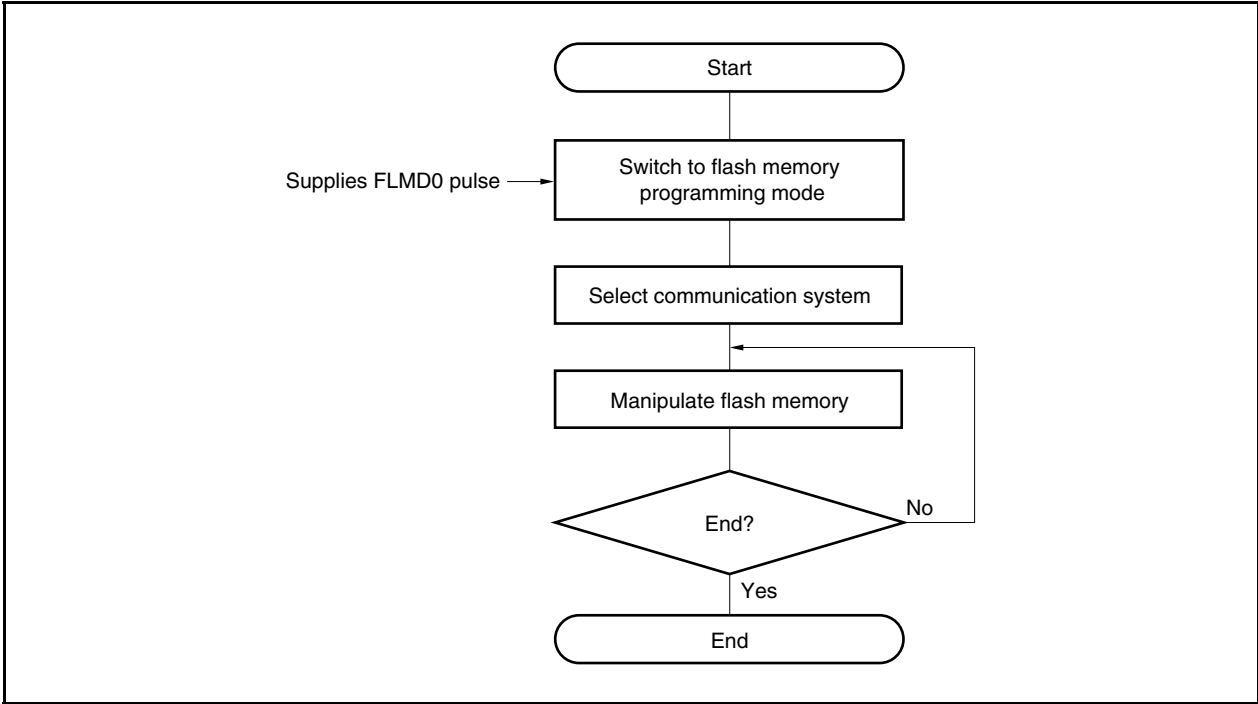 Start
Supplies FLMD0 pulse
Switch to flash memory
programming mode
Select communication system
Manipulate flash memory
End?
No
Yes
End